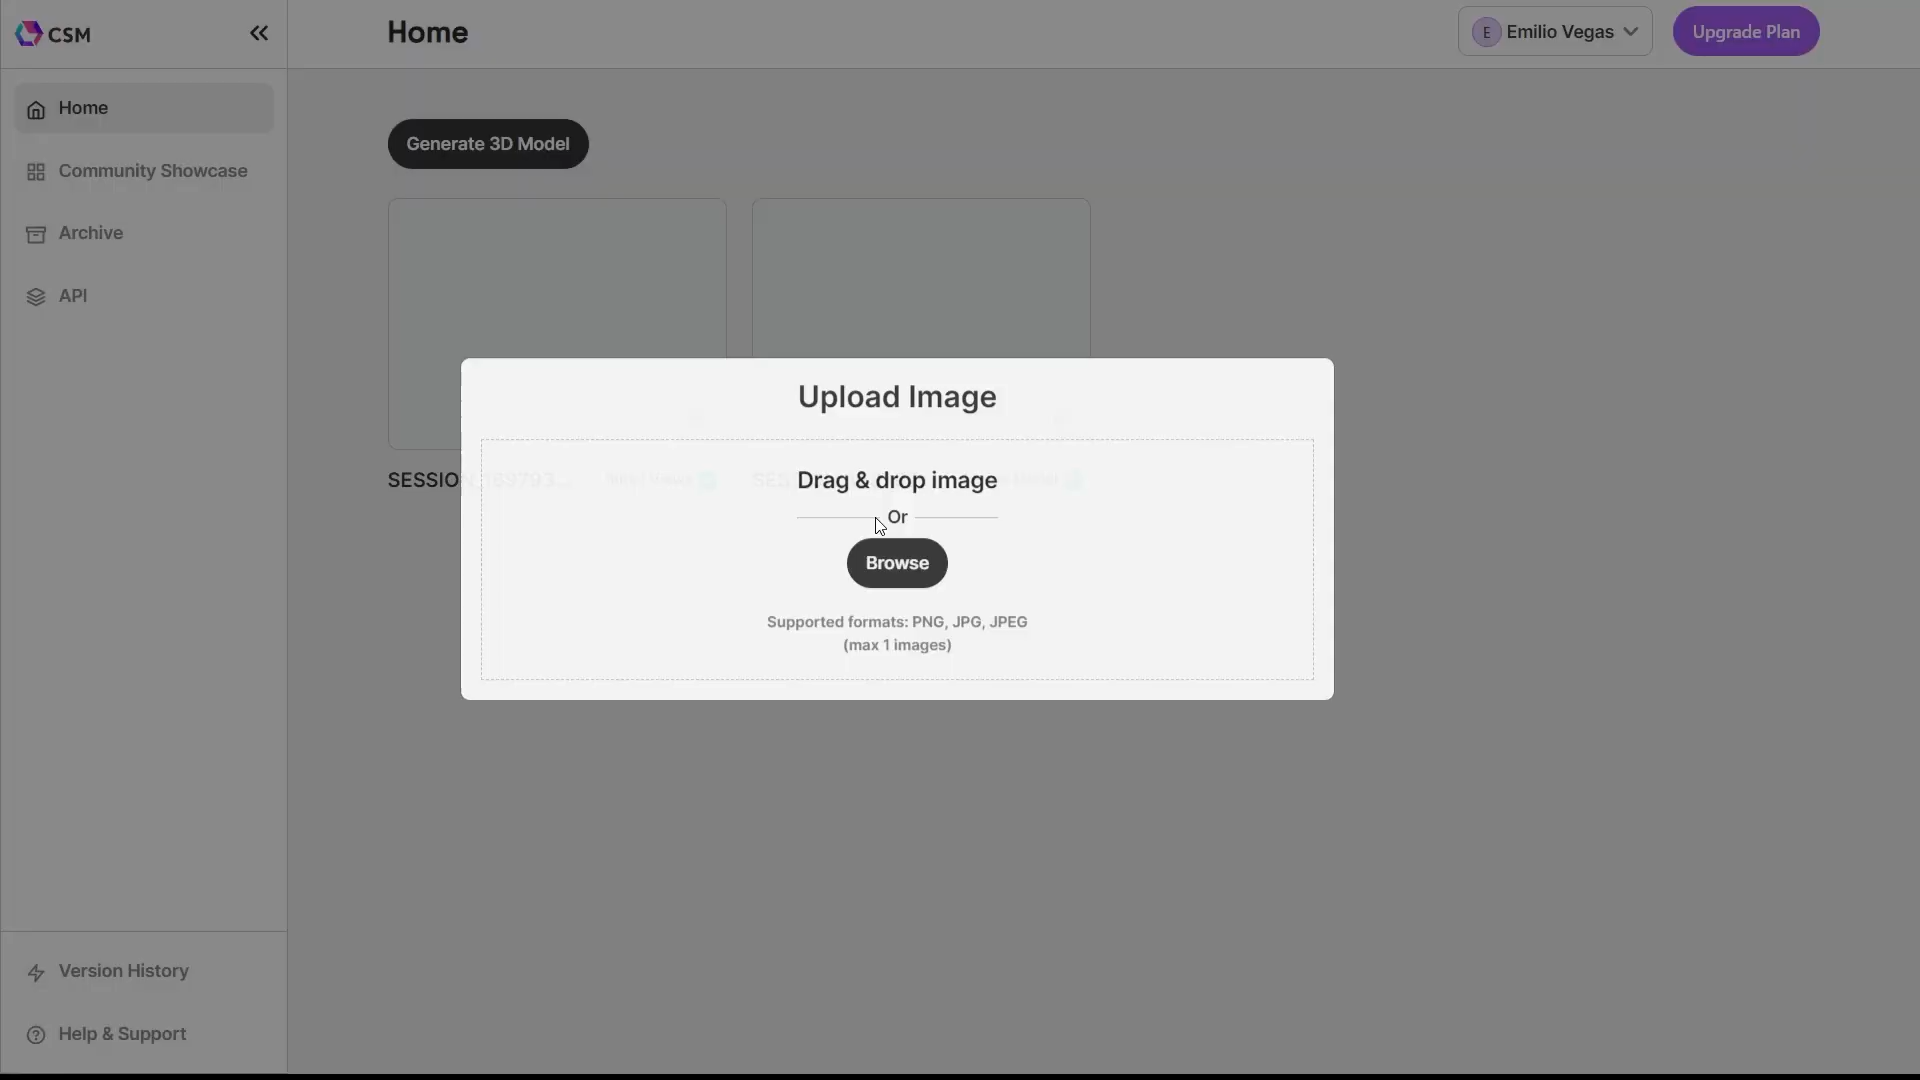 CSM
Home
Emilio Vegas
E
Upgrade Plan
Home
Community Showcase
Archive
API
Generate 3D Model
Upload Image
SESSION
Drag & drop image
Or
Browse
Supported formats: PNG, JPG, JPEG
(max 1 images)
Version History
Help & Support